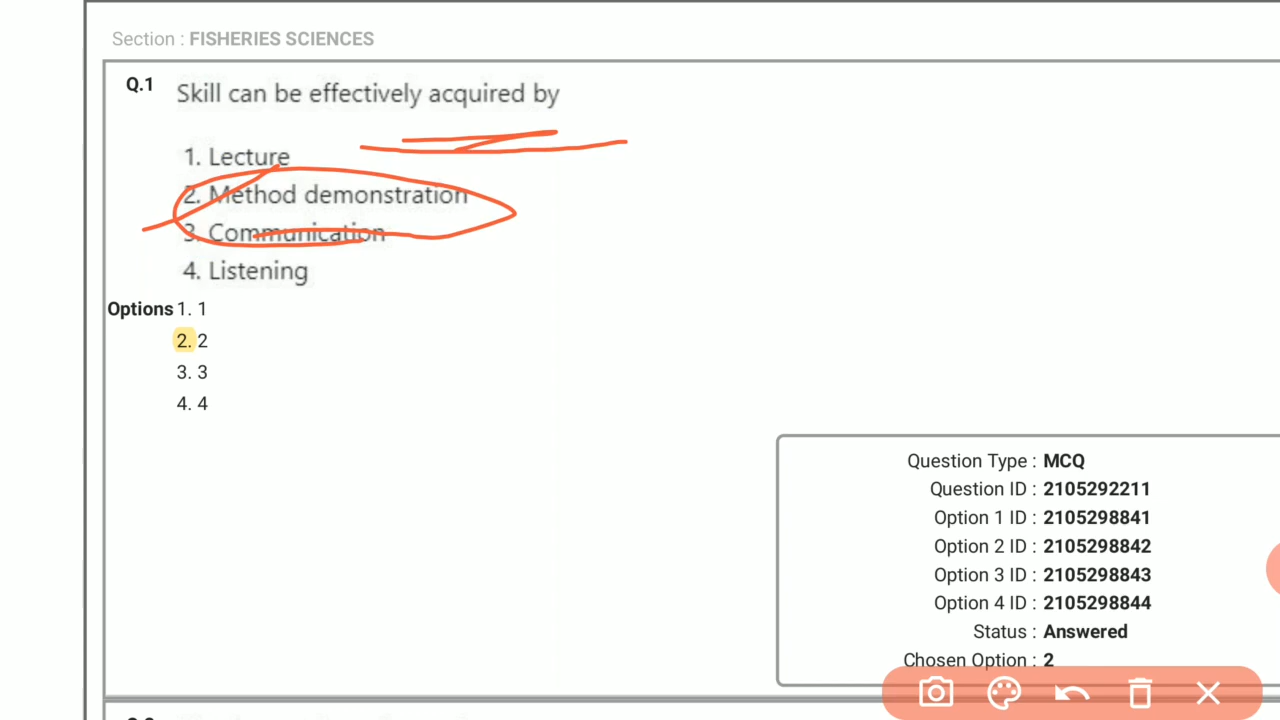 Section : FISHERIES SCIENCES
Q.1 Skill can be effectively acquired by
1. Lecture
2. Method demonstration
3. Communication
4. Listening
Options 1. 1
2. 2
3. 3
4. 4
Question Type : MCQ
Question ID : 2105292211
Option 1 ID : 2105298841
Option 2 ID : 2105298842
Option 3 ID : 2105298843
Option 4 ID : 2105298844
Status : Answered
Chosen Option : 2